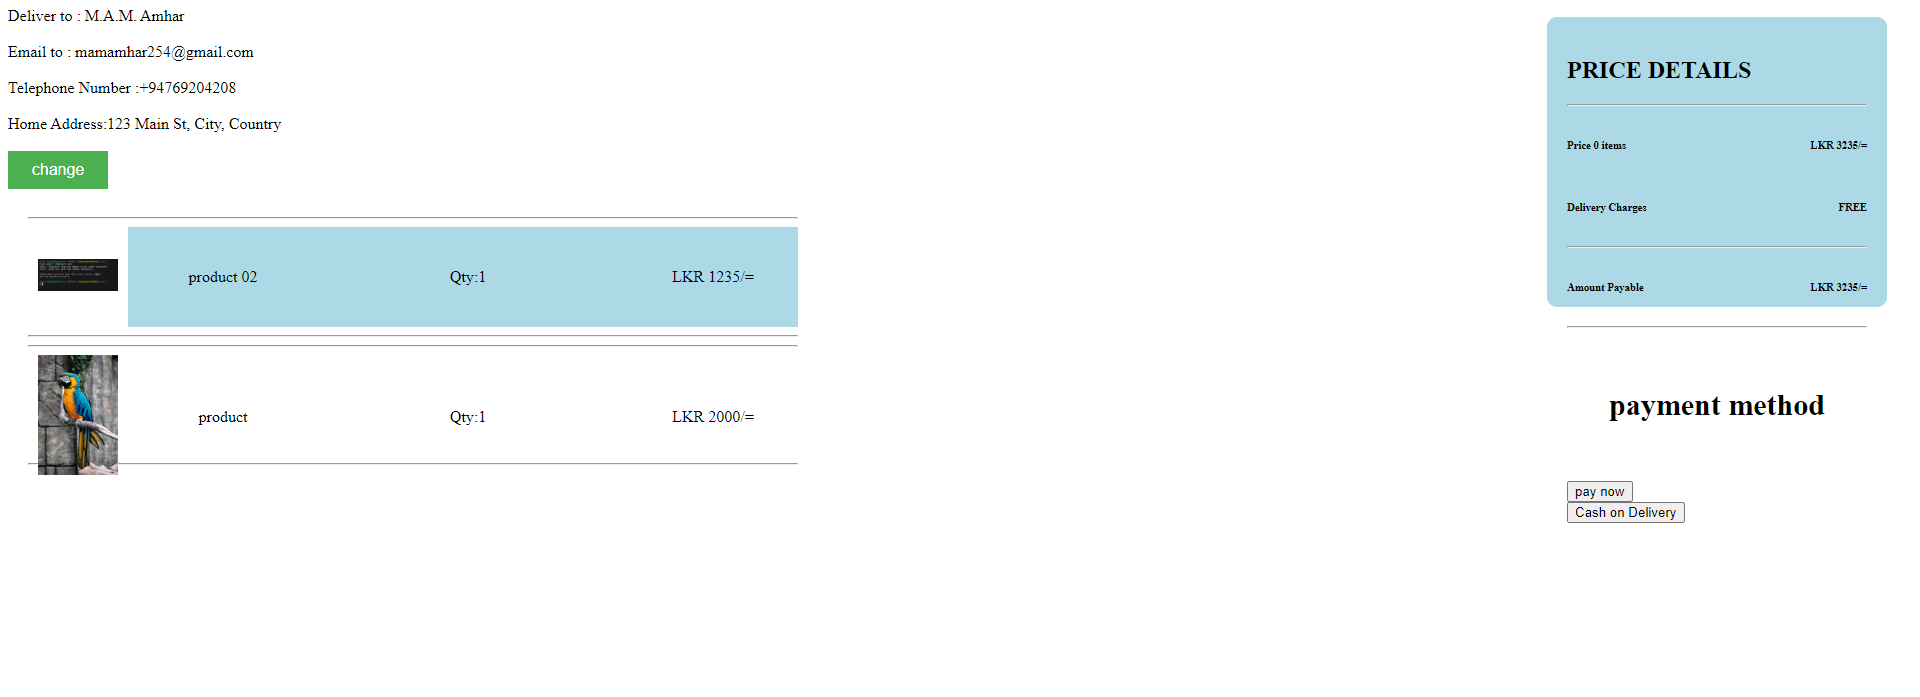 Deliver to : M.A.M. Amhar
Email to : mamamhar254@gmail.com
Telephone Number :+94769204208
Home Address:123 Main St, City, Country
change
product 02 Qty:1 LKR 1235/=
product Qty:1 LKR 2000/=
PRICE DETAILS
Price 0 items LKR 3235/=
Delivery Charges FREE
Amount Payable LKR 3235/=
payment method
pay now
Cash on Delivery